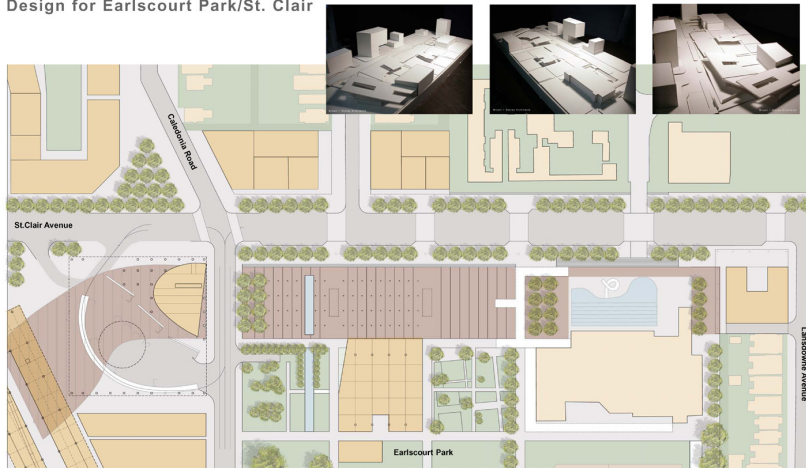 Design for Earlscourt Park/St. Clair
Caledonia Road
St.Clair Avenue
Lansdowne Avenue
Earlscourt Park